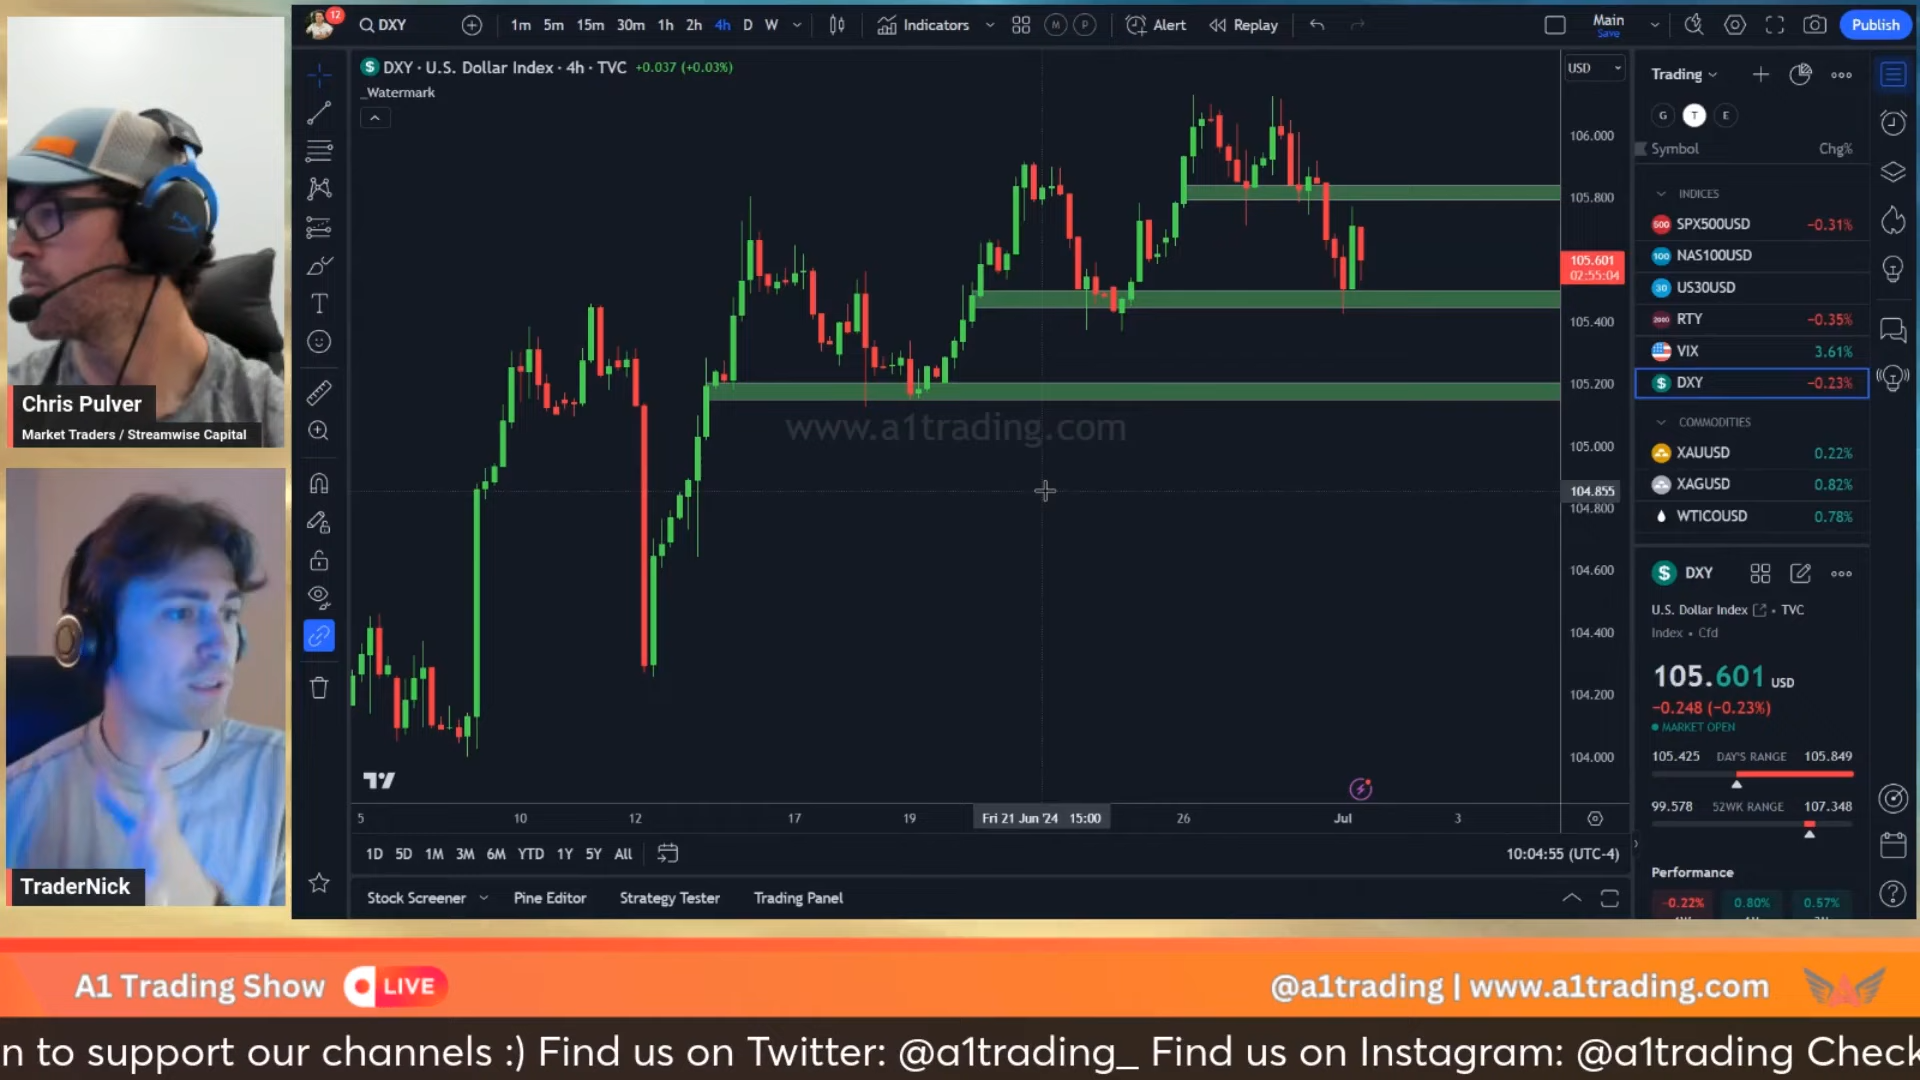 Chris Pulver
Market Traders / Streamwise Capital
TraderNick
12
DXY
1m 5m 15m 30m 1h 2h 4h D W
Indicators
M P
Alert
Replay
Main
Save
Publish
DXY · U.S. Dollar Index · 4h · TVC +0.037 (+0.03%)
_Watermark
USD
106.000
105.800
105.601
02:55:04
105.400
105.200
105.000
104.855
104.800
104.600
104.400
104.200
104.000
www.a1trading.com
5 10 12 17 19 Fri 21 Jun '24 15:00 26 Jul 3
1D 5D 1M 3M 6M YTD 1Y 5Y All
10:04:55 (UTC-4)
Stock Screener
Pine Editor
Strategy Tester
Trading Panel
Trading
G T E
Symbol Chg%
INDICES
500 SPX500USD −0.31%
100 NAS100USD
30 US30USD
2000 RTY −0.35%
VIX 3.61%
$ DXY −0.23%
COMMODITIES
XAUUSD 0.22%
XAGUSD 0.82%
WTICOUSD 0.78%
$ DXY
U.S. Dollar Index • TVC
Index • Cfd
105.601 USD
−0.248 (−0.23%)
MARKET OPEN
105.425 DAY'S RANGE 105.849
99.578 52WK RANGE 107.348
Performance
−0.22% 0.80% 0.57%
A1 Trading Show LIVE
@a1trading | www.a1trading.com
n to support our channels :) Find us on Twitter: @a1trading_ Find us on Instagram: @a1trading Check